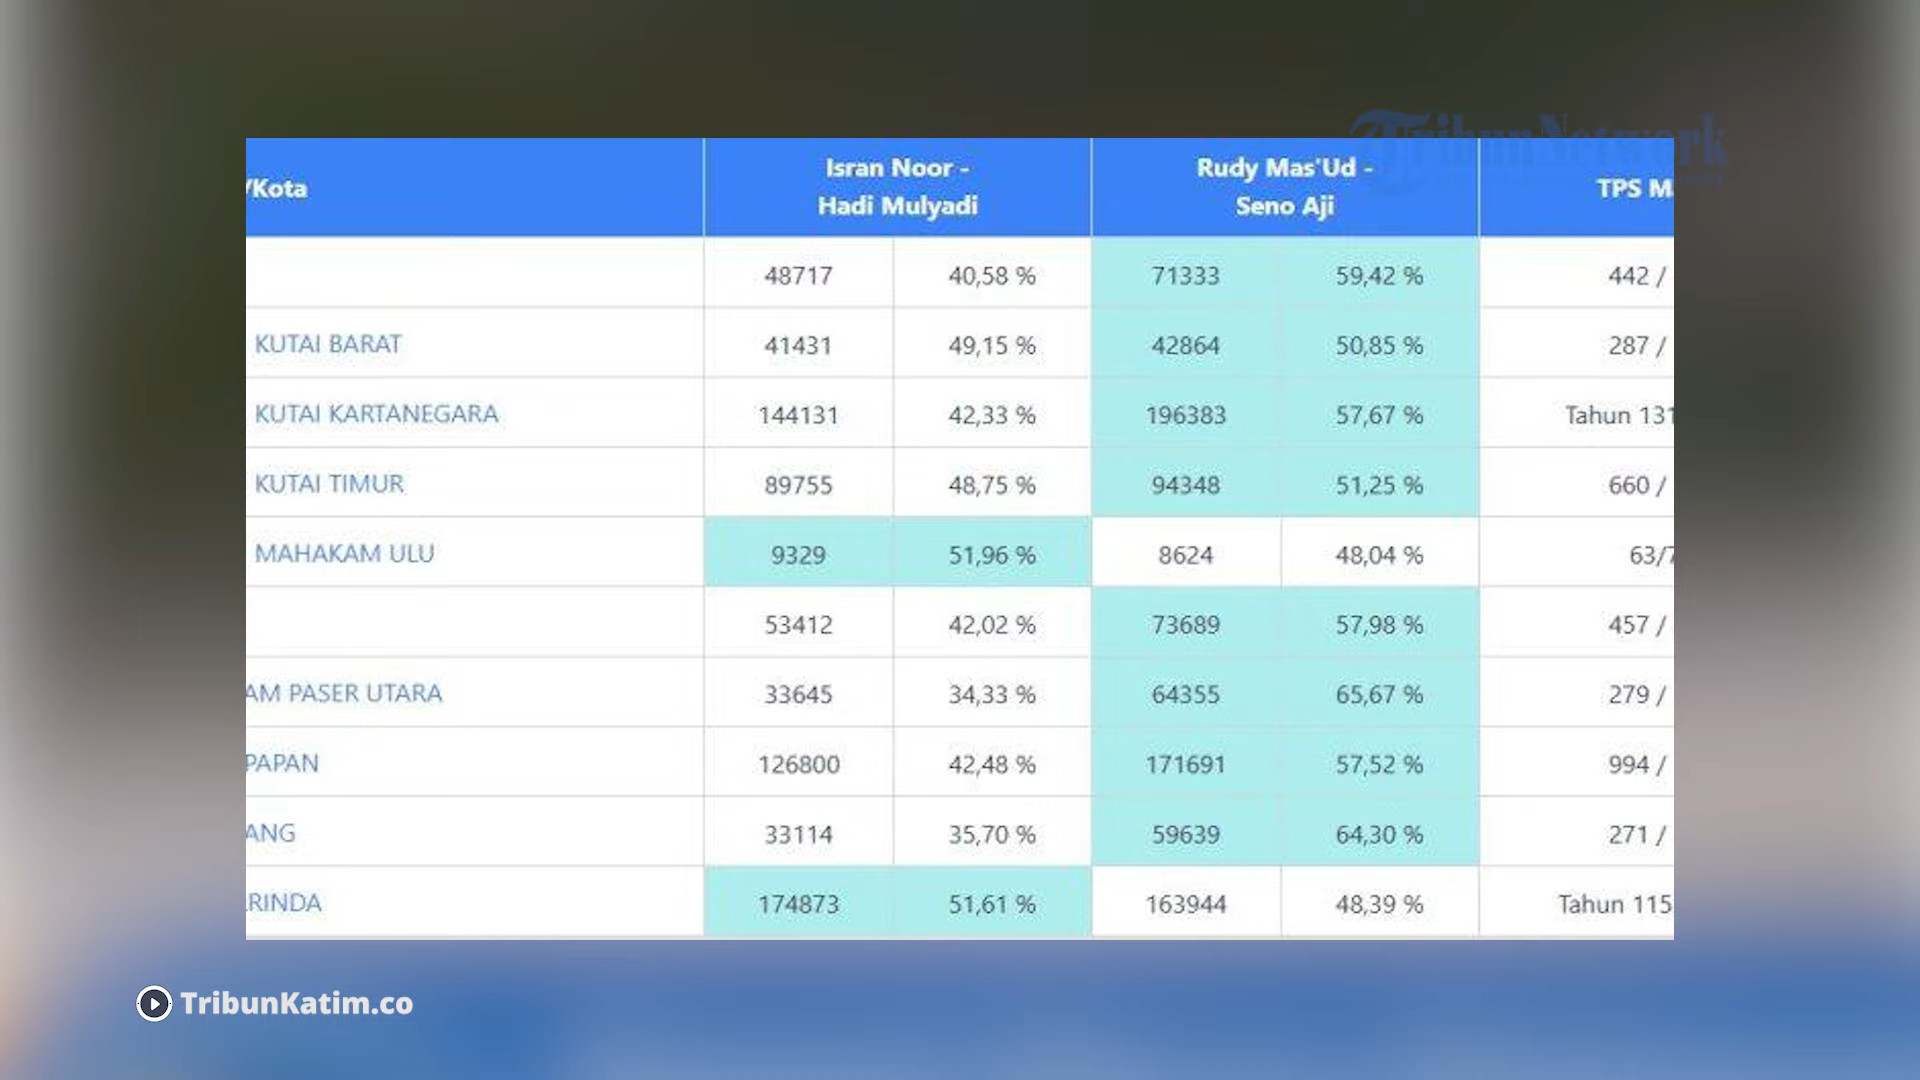 Tribun Network
/Kota
Isran Noor -
Hadi Mulyadi
Rudy Mas'Ud -
Seno Aji
TPS M
48717 40,58 % 71333 59,42 % 442 /
KUTAI BARAT 41431 49,15 % 42864 50,85 % 287 /
KUTAI KARTANEGARA 144131 42,33 % 196383 57,67 % Tahun 131
KUTAI TIMUR 89755 48,75 % 94348 51,25 % 660 /
MAHAKAM ULU 9329 51,96 % 8624 48,04 % 63/7
53412 42,02 % 73689 57,98 % 457 /
AM PASER UTARA 33645 34,33 % 64355 65,67 % 279 /
PAPAN 126800 42,48 % 171691 57,52 % 994 /
ANG 33114 35,70 % 59639 64,30 % 271 /
RINDA 174873 51,61 % 163944 48,39 % Tahun 115
TribunKatim.co